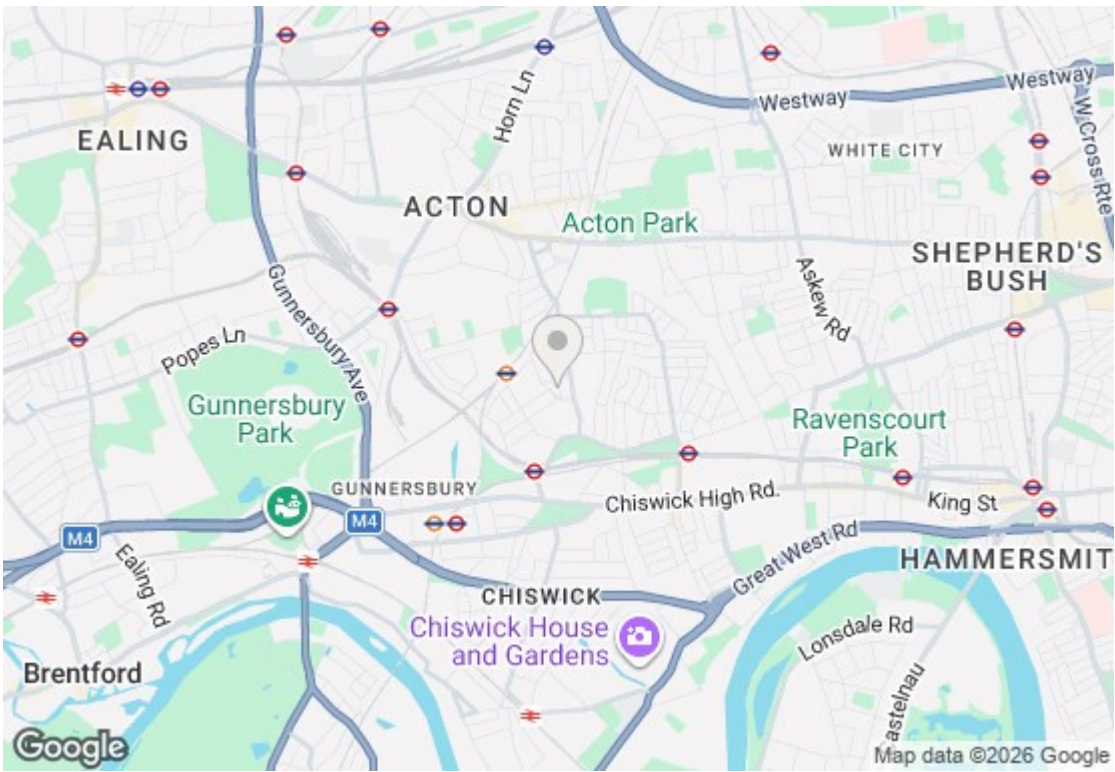 Westway
Westway
W Cross Rte
Horn Ln
EALING
WHITE CITY
ACTON
Acton Park
SHEPHERD'S
BUSH
Gunnersbury Ave
Askew Rd
Popes Ln
Gunnersbury
Park
Ravenscourt
Park
GUNNERSBURY
Chiswick High Rd.
King St
M4
M4
Ealing Rd
Great West Rd
HAMMERSMIT
CHISWICK
Chiswick House
and Gardens
Lonsdale Rd
Brentford
astelnau
Google
Map data ©2026 Google